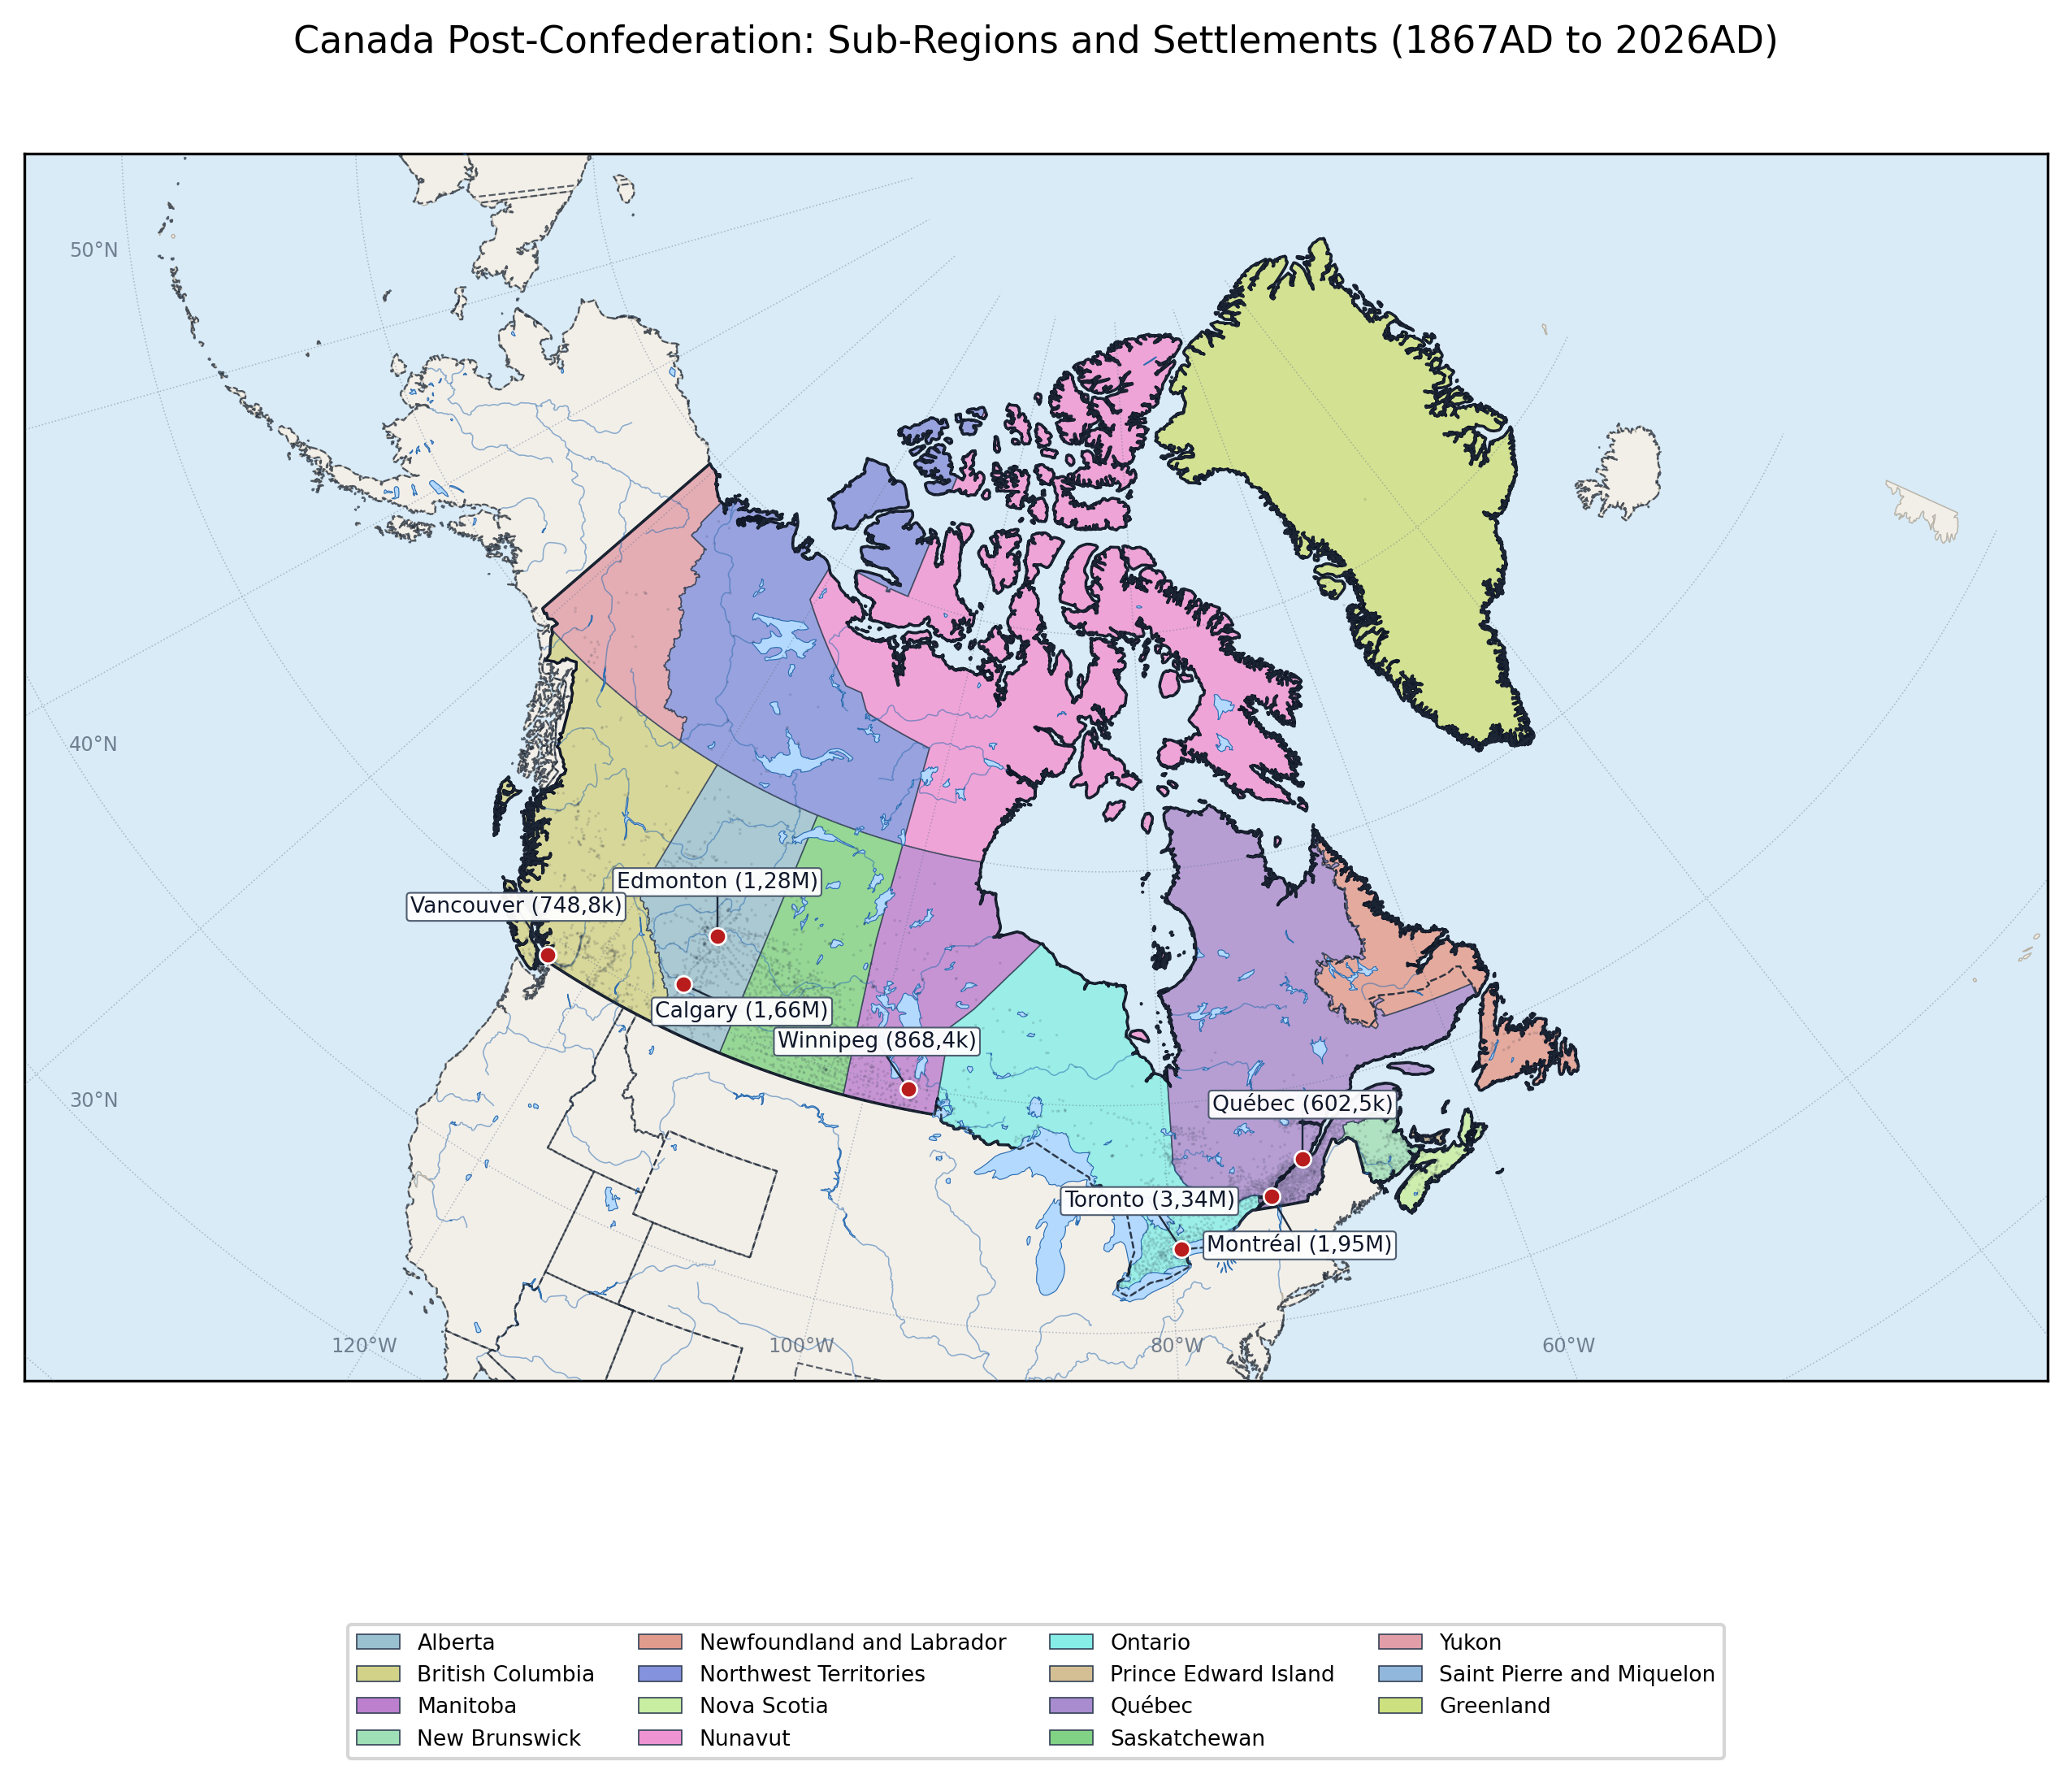 Canada Post-Confederation: Sub-Regions and Settlements (1867AD to 2026AD)
50°N
40°N
30°N
Edmonton (1,28M)
Vancouver (748,8k)
Calgary (1,66M)
Winnipeg (868,4k)
Québec (602,5k)
Toronto (3,34M)
Montréal (1,95M)
120°W
100°W
80°W
60°W
Alberta
British Columbia
Manitoba
New Brunswick
Newfoundland and Labrador
Northwest Territories
Nova Scotia
Nunavut
Ontario
Prince Edward Island
Québec
Saskatchewan
Yukon
Saint Pierre and Miquelon
Greenland